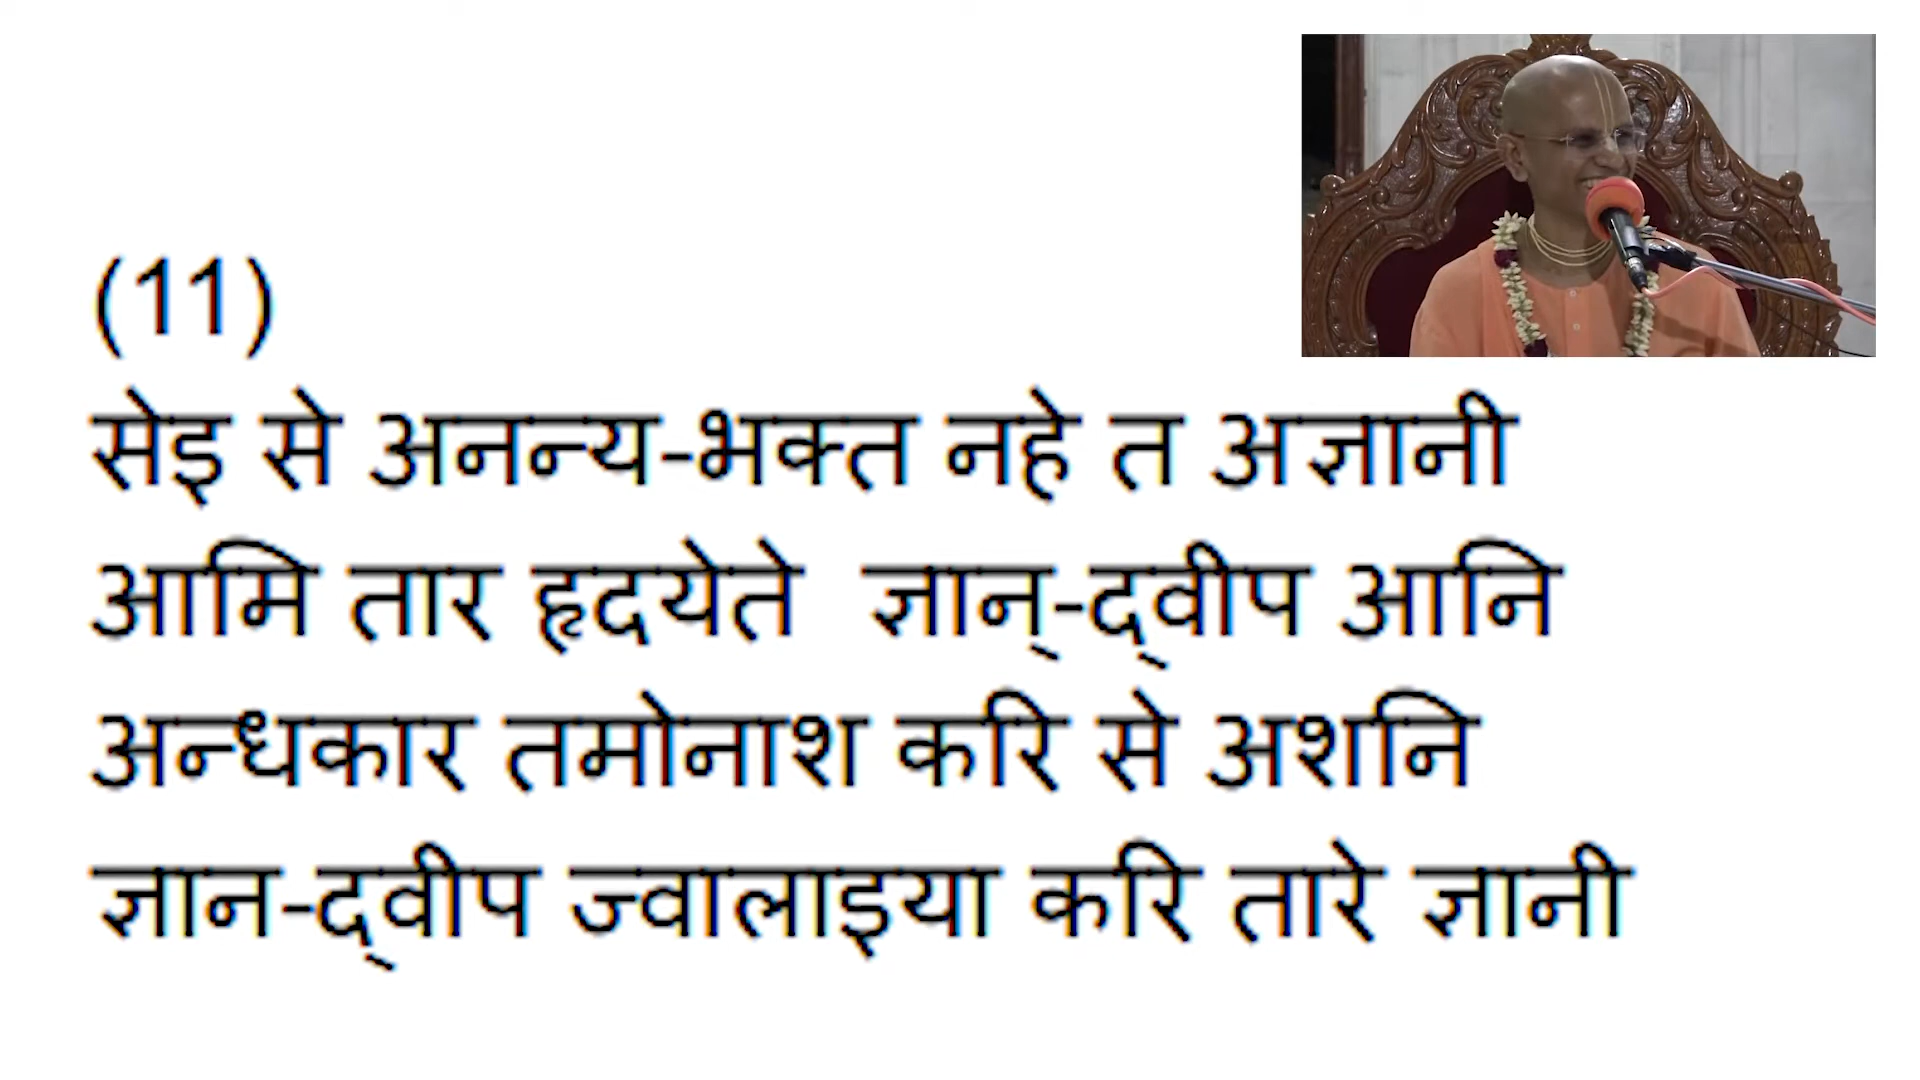 (11)
सेइ से अनन्य-भक्त नहे त अज्ञानी
आमि तार हृदयेते ज्ञान्-द्‌वीप आनि
अन्धकार तमोनाश करि से अशनि
ज्ञान-द्‌वीप ज्वालाइया करि तारे ज्ञानी